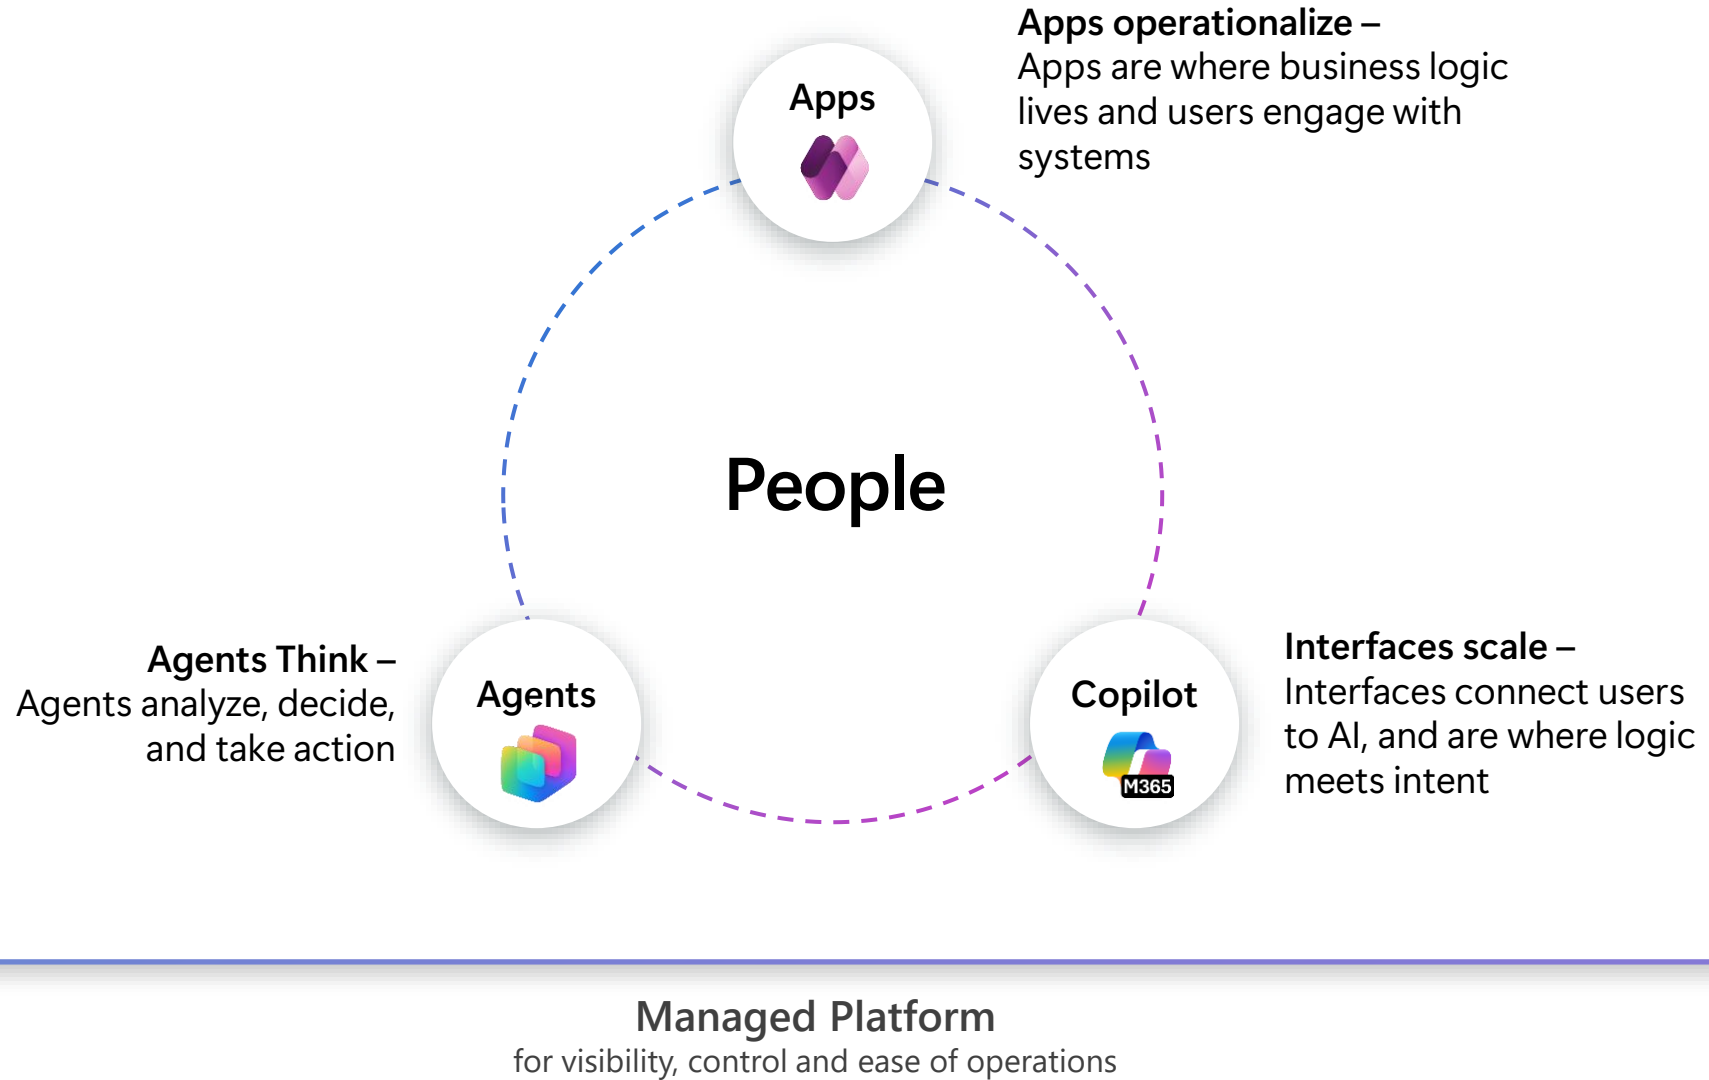 Apps operationalize –
Apps are where business logic
lives and users engage with
systems
Apps
People
Agents Think –
Agents analyze, decide,
and take action
Agents
Copilot
M365
Interfaces scale –
Interfaces connect users
to AI, and are where logic
meets intent
Managed Platform
for visibility, control and ease of operations